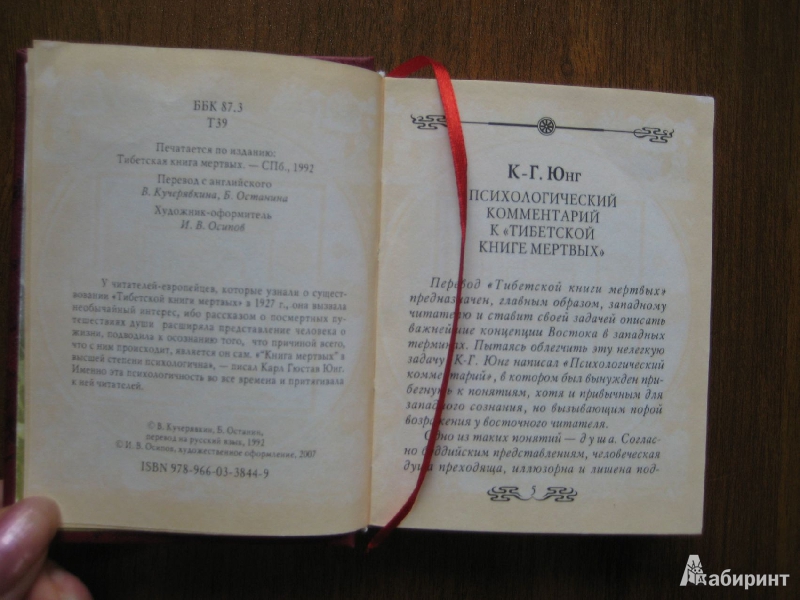 ББК 87.3
Т39
Печатается по изданию:
Тибетская книга мертвых. — СПб., 1992
Перевод с английского
В. Кучерявкина, Б. Останина
Художник-оформитель
И. В. Осипов
У читателей-европейцев, которые узнали о сущест-
вовании «Тибетской книга мертвых» в 1927 г., она вызвала
необычайный интерес, ибо рассказом о посмертных пу-
тешествиях души расширяла представление человека о
жизни, подводила к осознанию того, что причиной всего,
что с ним происходит, является он сам. «"Книга мертвых" в
высшей степени психологична», — писал Карл Гюстав Юнг.
Именно эта психологичность во все времена и притягивала
к ней читателей.
© В. Кучерявкин, Б. Останин,
перевод на русский язык, 1992
© И. В. Осипов, художественное оформление, 2007
ISBN 978-966-03-3844-9
К-Г. Юнг
ПСИХОЛОГИЧЕСКИЙ
КОММЕНТАРИЙ
К «ТИБЕТСКОЙ
КНИГЕ МЕРТВЫХ»
Перевод «Тибетской книги мертвых»
предназначен, главным образом, западному
читателю и ставит своей задачей описать
важнейшие концепции Востока в западных
терминах. Пытаясь облегчить эту нелегкую
задачу, К-Г. Юнг написал «Психологический
комментарий», в котором был вынужден при-
бегнуть к понятиям, хотя и привычным для
западного сознания, но вызывающим порой
возражения у восточного читателя.
Одно из таких понятий — душа. Соглас-
но буддийским представлениям, человеческая
душа преходяща, иллюзорна и лишена под-
5
Лабиринт